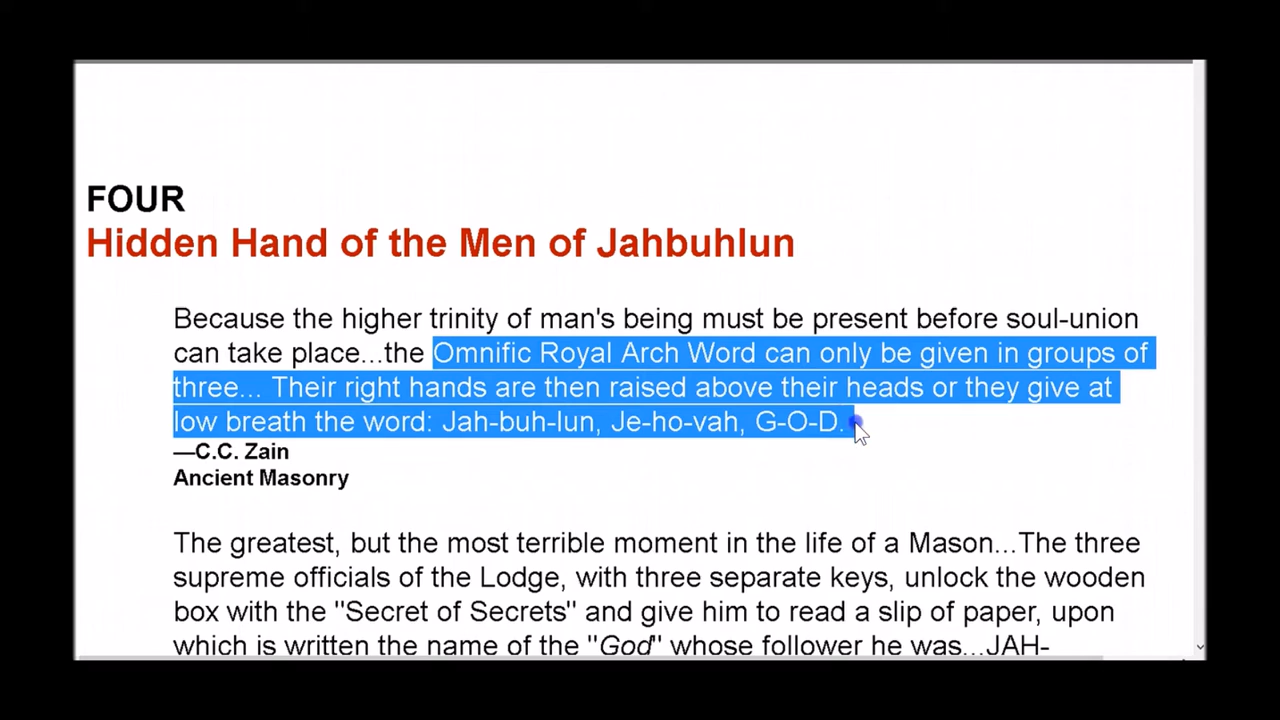 FOUR
Hidden Hand of the Men of Jahbuhlun
Because the higher trinity of man's being must be present before soul-union
can take place...the Omnific Royal Arch Word can only be given in groups of
three... Their right hands are then raised above their heads or they give at
low breath the word: Jah-buh-lun, Je-ho-vah, G-O-D.
—C.C. Zain
Ancient Masonry
The greatest, but the most terrible moment in the life of a Mason...The three
supreme officials of the Lodge, with three separate keys, unlock the wooden
box with the "Secret of Secrets" and give him to read a slip of paper, upon
which is written the name of the "God" whose follower he was...JAH-